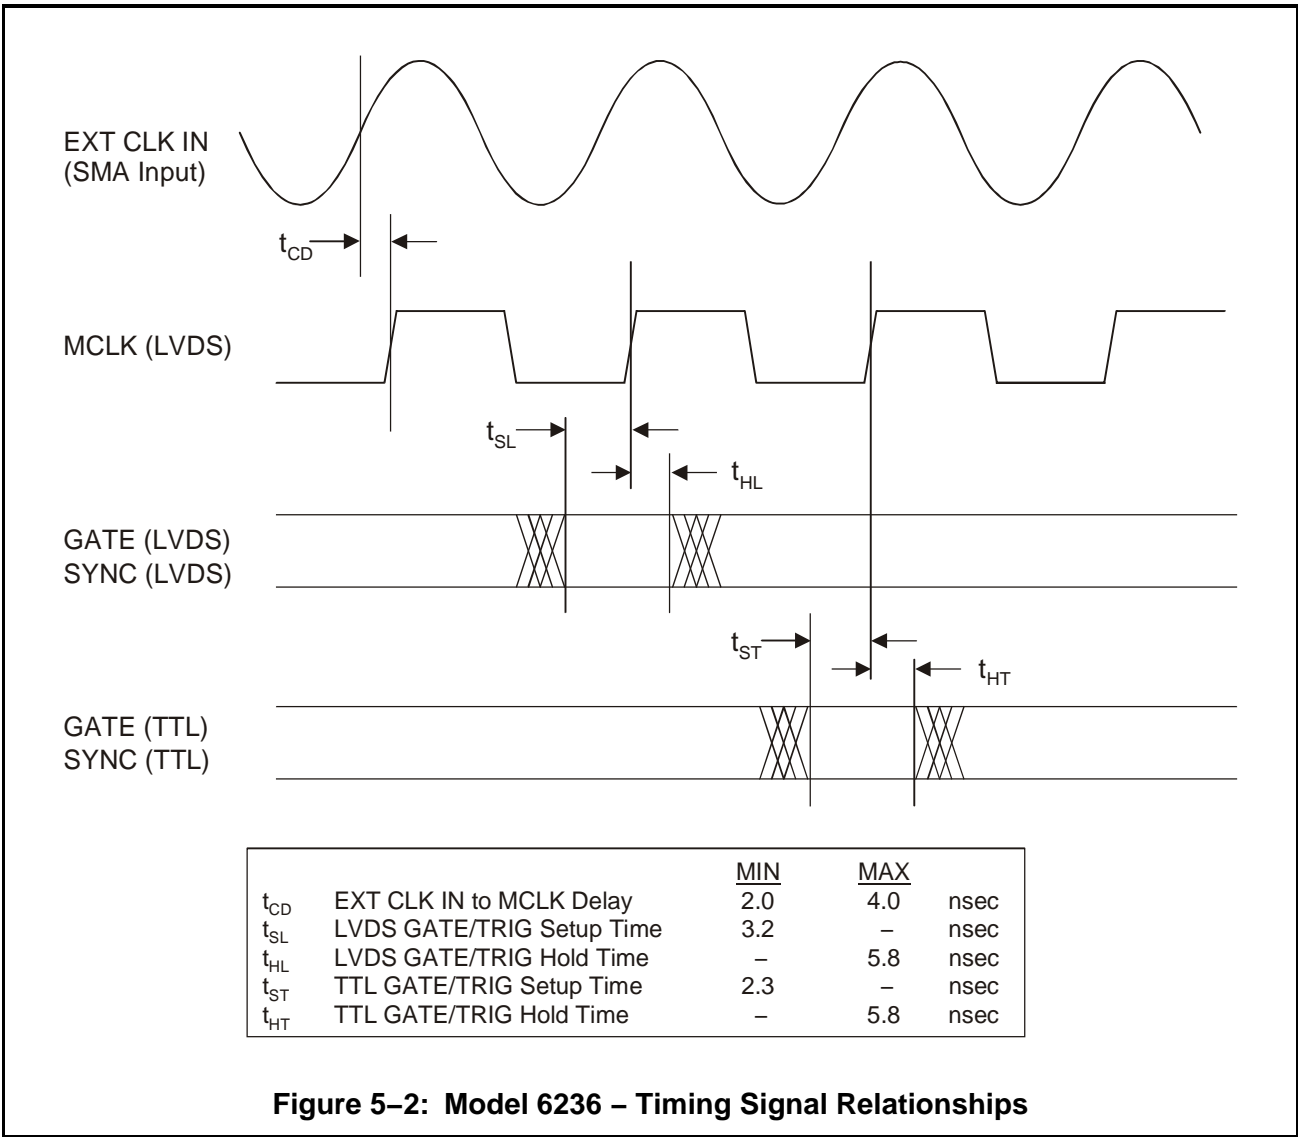 EXT CLK IN
(SMA Input)
tCD
MCLK (LVDS)
tSL
tHL
GATE (LVDS)
SYNC (LVDS)
tST
tHT
GATE (TTL)
SYNC (TTL)
MIN MAX
tCD EXT CLK IN to MCLK Delay 2.0 4.0 nsec
tSL LVDS GATE/TRIG Setup Time 3.2 – nsec
tHL LVDS GATE/TRIG Hold Time – 5.8 nsec
tST TTL GATE/TRIG Setup Time 2.3 – nsec
tHT TTL GATE/TRIG Hold Time – 5.8 nsec
Figure 5–2: Model 6236 – Timing Signal Relationships